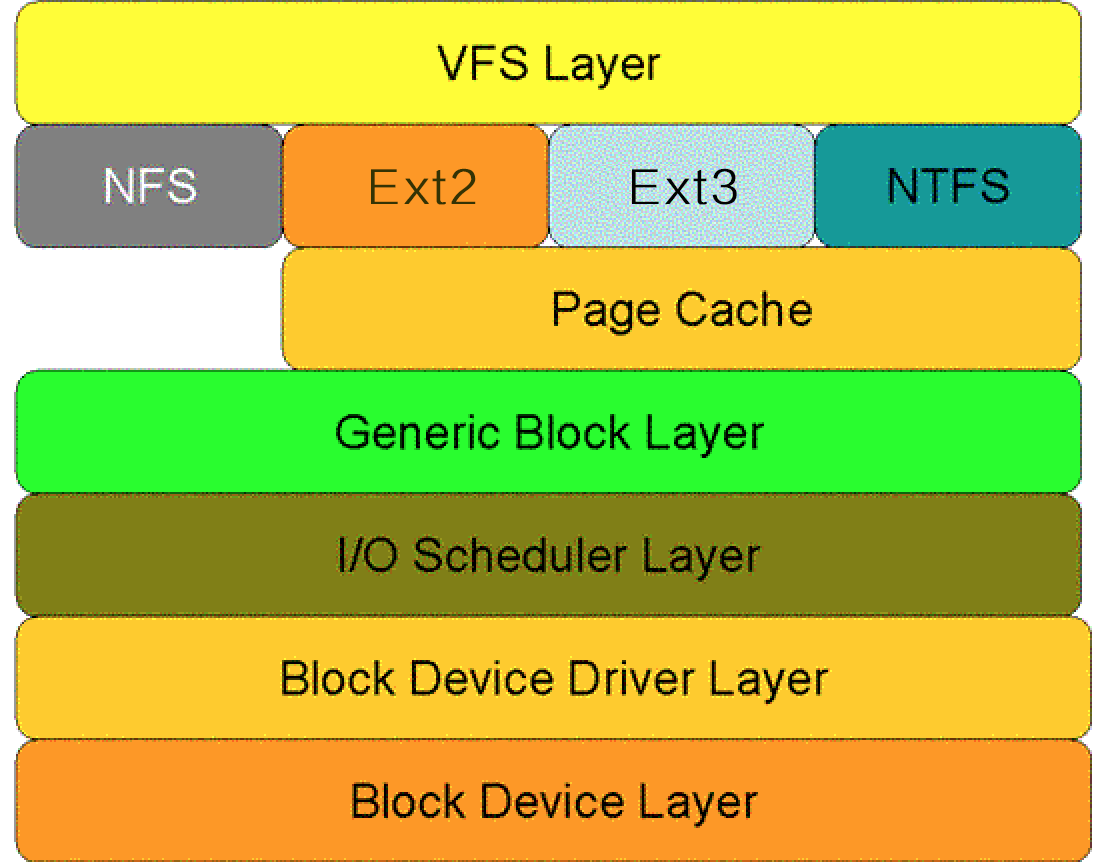 VFS Layer
NFS
Ext2
Ext3
NTFS
Page Cache
Generic Block Layer
I/O Scheduler Layer
Block Device Driver Layer
Block Device Layer